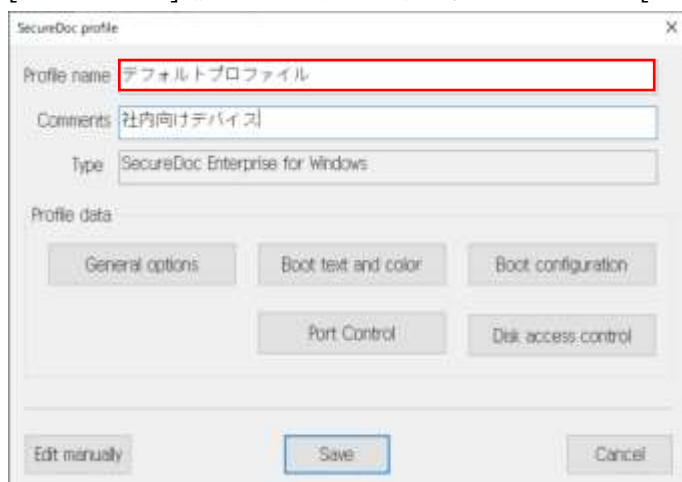 SecureDoc profile
Profile name デフォルトプロファイル
Comments 社内向けデバイス
Type SecureDoc Enterprise for Windows
Profile data
General options Boot text and color Boot configuration
Port Control Disk access control
Edit manually Save Cancel